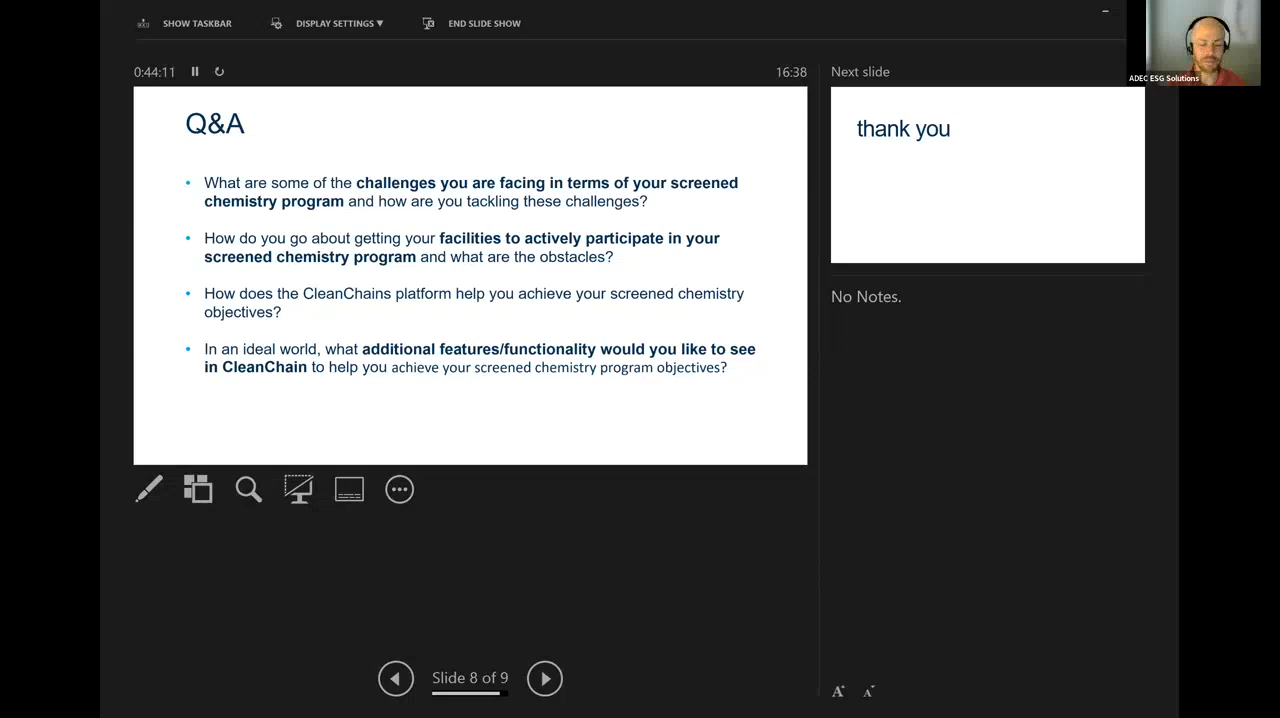 SHOW TASKBAR
DISPLAY SETTINGS ▼
END SLIDE SHOW
0:44:11
16:38
Next slide
ADEC ESG Solutions
Q&A
• What are some of the challenges you are facing in terms of your screened
chemistry program and how are you tackling these challenges?
• How do you go about getting your facilities to actively participate in your
screened chemistry program and what are the obstacles?
• How does the CleanChains platform help you achieve your screened chemistry
objectives?
• In an ideal world, what additional features/functionality would you like to see
in CleanChain to help you achieve your screened chemistry program objectives?
thank you
No Notes.
Slide 8 of 9
A A